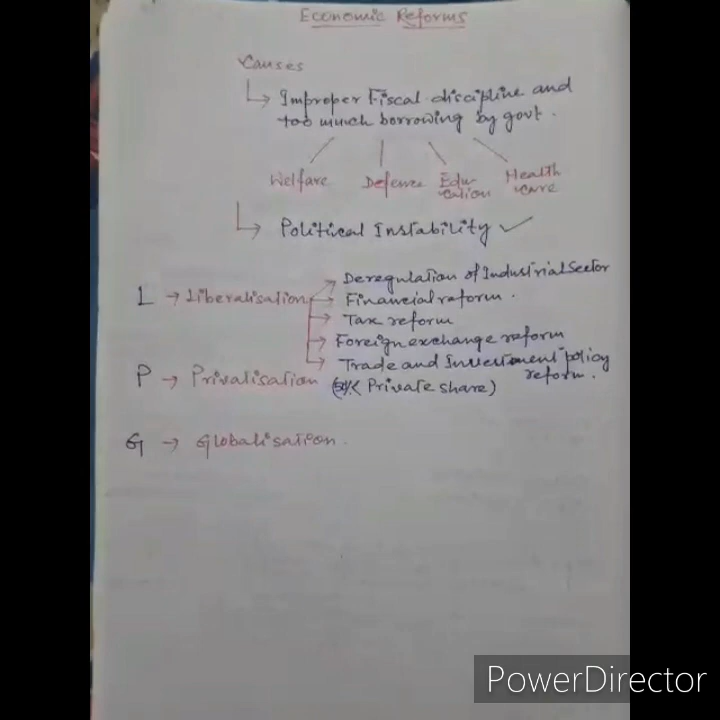 Economic Reforms
Causes
↳ Improper Fiscal discipline and
too much borrowing by govt.
Welfare Defence Edu-cation Health care
↳ Political Instability ✓
L → Liberalisation
→ Deregulation of Industrial Sector
→ Financial reform.
→ Tax reform
→ Foreign exchange reform
→ Trade and Investment policy
reform.
P → Privatisation (< Private share)
G → Globalisation.
PowerDirector